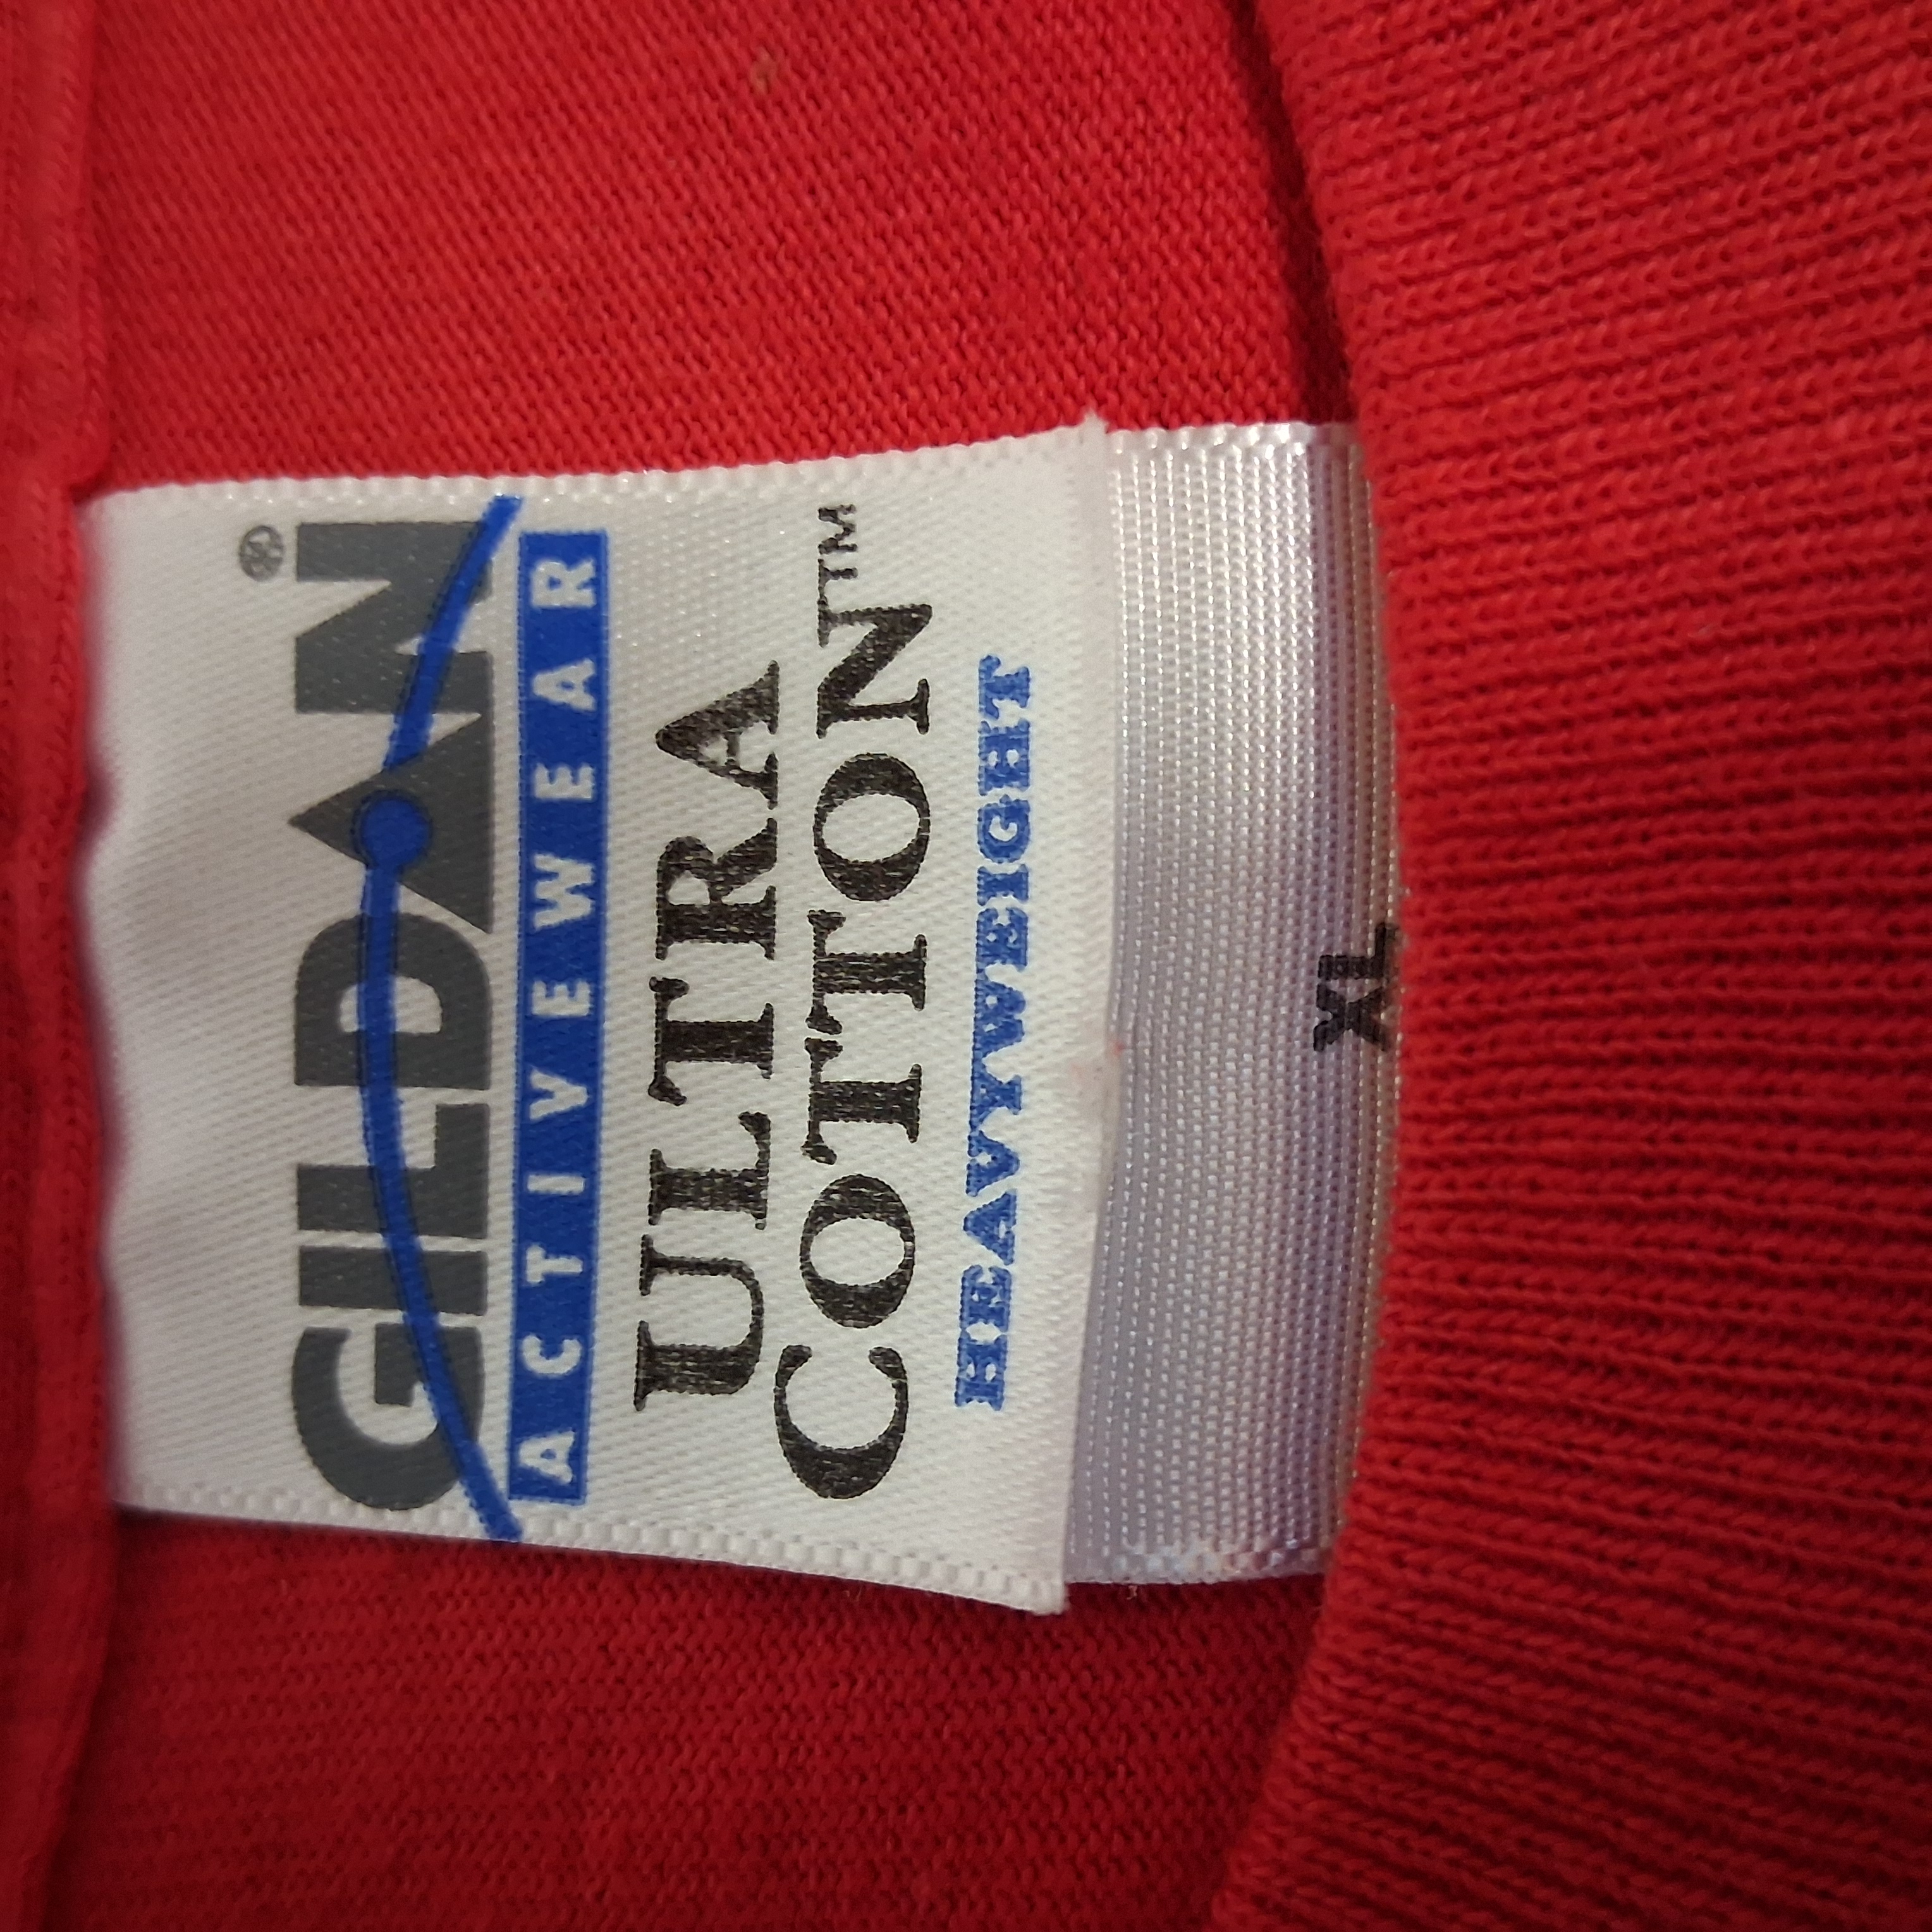 GILDAN®
ACTIVEWEAR
ULTRA
COTTON™
HEAVYWEIGHT
XL